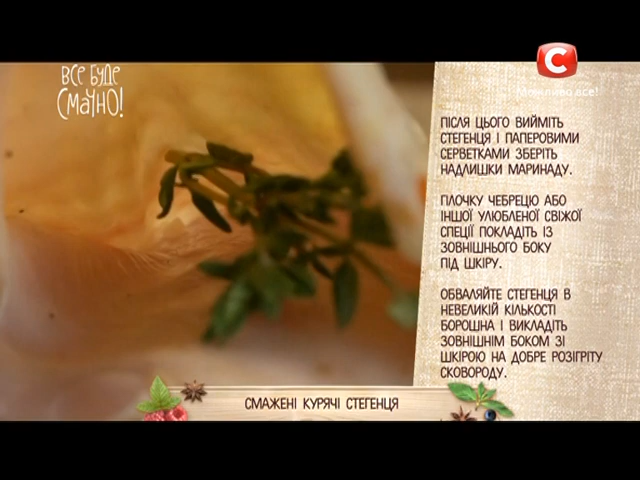 ВСЕ БУДЕ
СМАЧНО!
С
Можливо все!
ПІСЛЯ ЦЬОГО ВИЙМІТЬ
СТЕГЕНЦЯ І ПАПЕРОВИМИ
СЕРВЕТКАМИ ЗБЕРІТЬ
НАДЛИШКИ МАРИНАДУ.
ГІЛОЧКУ ЧЕБРЕЦЮ АБО
ІНШОЇ УЛЮБЛЕНОЇ СВІЖОЇ
СПЕЦІЇ ПОКЛАДІТЬ ІЗ
ЗОВНІШНЬОГО БОКУ
ПІД ШКІРУ.
ОБВАЛЯЙТЕ СТЕГЕНЦЯ В
НЕВЕЛИКІЙ КІЛЬКОСТІ
БОРОШНА І ВИКЛАДІТЬ
ЗОВНІШНІМ БОКОМ ЗІ
ШКІРОЮ НА ДОБРЕ РОЗІГРІТУ
СКОВОРОДУ.
СМАЖЕНІ КУРЯЧІ СТЕГЕНЦЯ